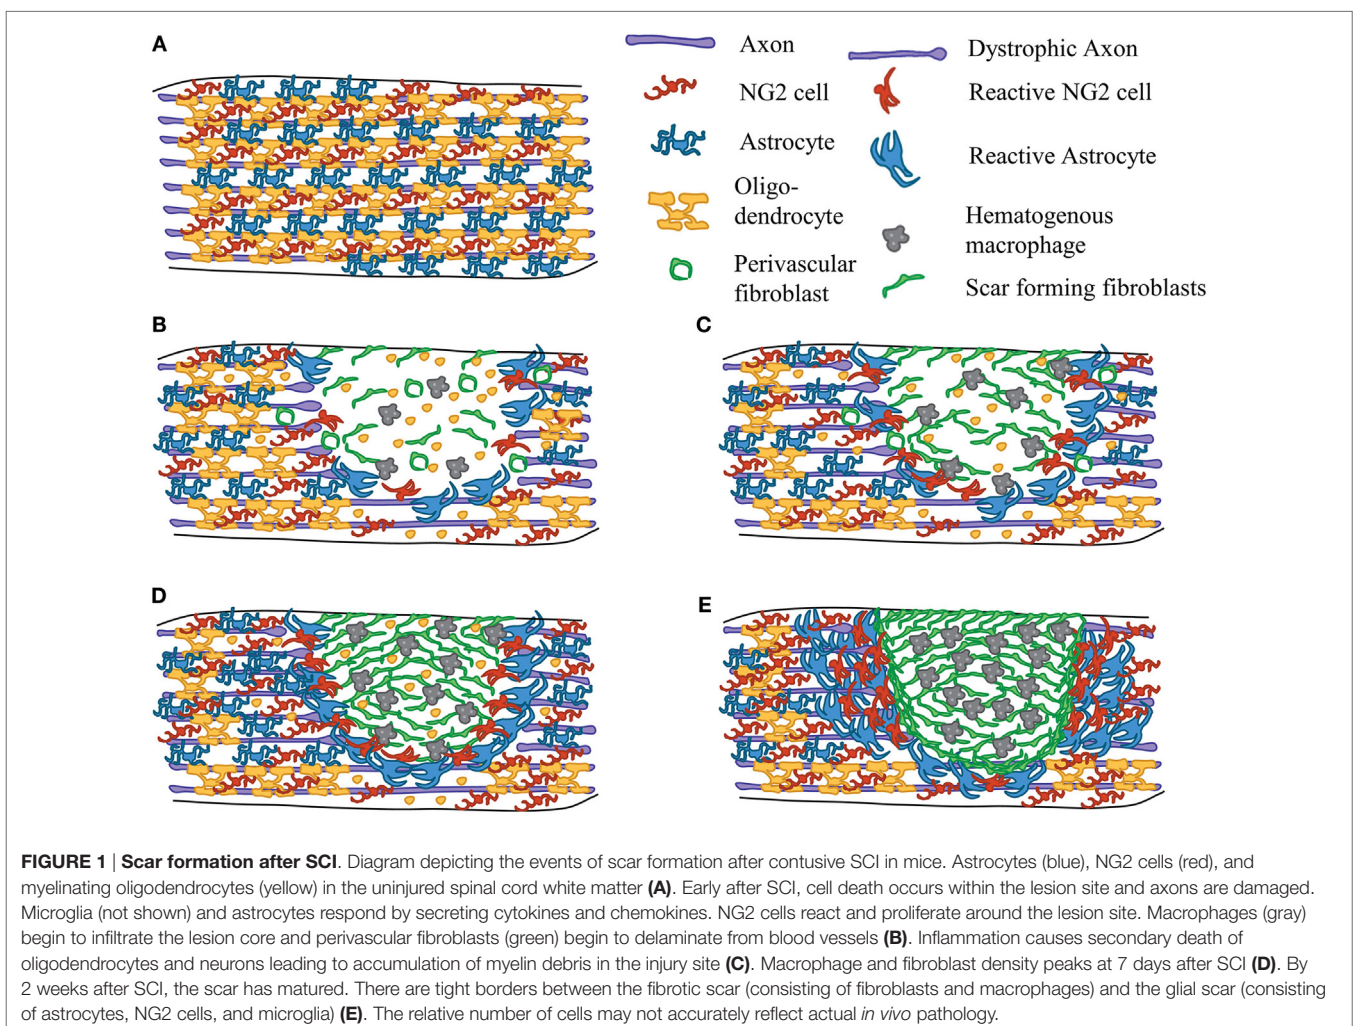 A
Axon
Dystrophic Axon
NG2 cell
Reactive NG2 cell
Astrocyte
Reactive Astrocyte
Oligo-
dendrocyte
Hematogenous
macrophage
Perivascular
fibroblast
Scar forming fibroblasts
B
C
D
E
FIGURE 1 | Scar formation after SCI. Diagram depicting the events of scar formation after contusive SCI in mice. Astrocytes (blue), NG2 cells (red), and
myelinating oligodendrocytes (yellow) in the uninjured spinal cord white matter (A). Early after SCI, cell death occurs within the lesion site and axons are damaged.
Microglia (not shown) and astrocytes respond by secreting cytokines and chemokines. NG2 cells react and proliferate around the lesion site. Macrophages (gray)
begin to infiltrate the lesion core and perivascular fibroblasts (green) begin to delaminate from blood vessels (B). Inflammation causes secondary death of
oligodendrocytes and neurons leading to accumulation of myelin debris in the injury site (C). Macrophage and fibroblast density peaks at 7 days after SCI (D). By
2 weeks after SCI, the scar has matured. There are tight borders between the fibrotic scar (consisting of fibroblasts and macrophages) and the glial scar (consisting
of astrocytes, NG2 cells, and microglia) (E). The relative number of cells may not accurately reflect actual in vivo pathology.